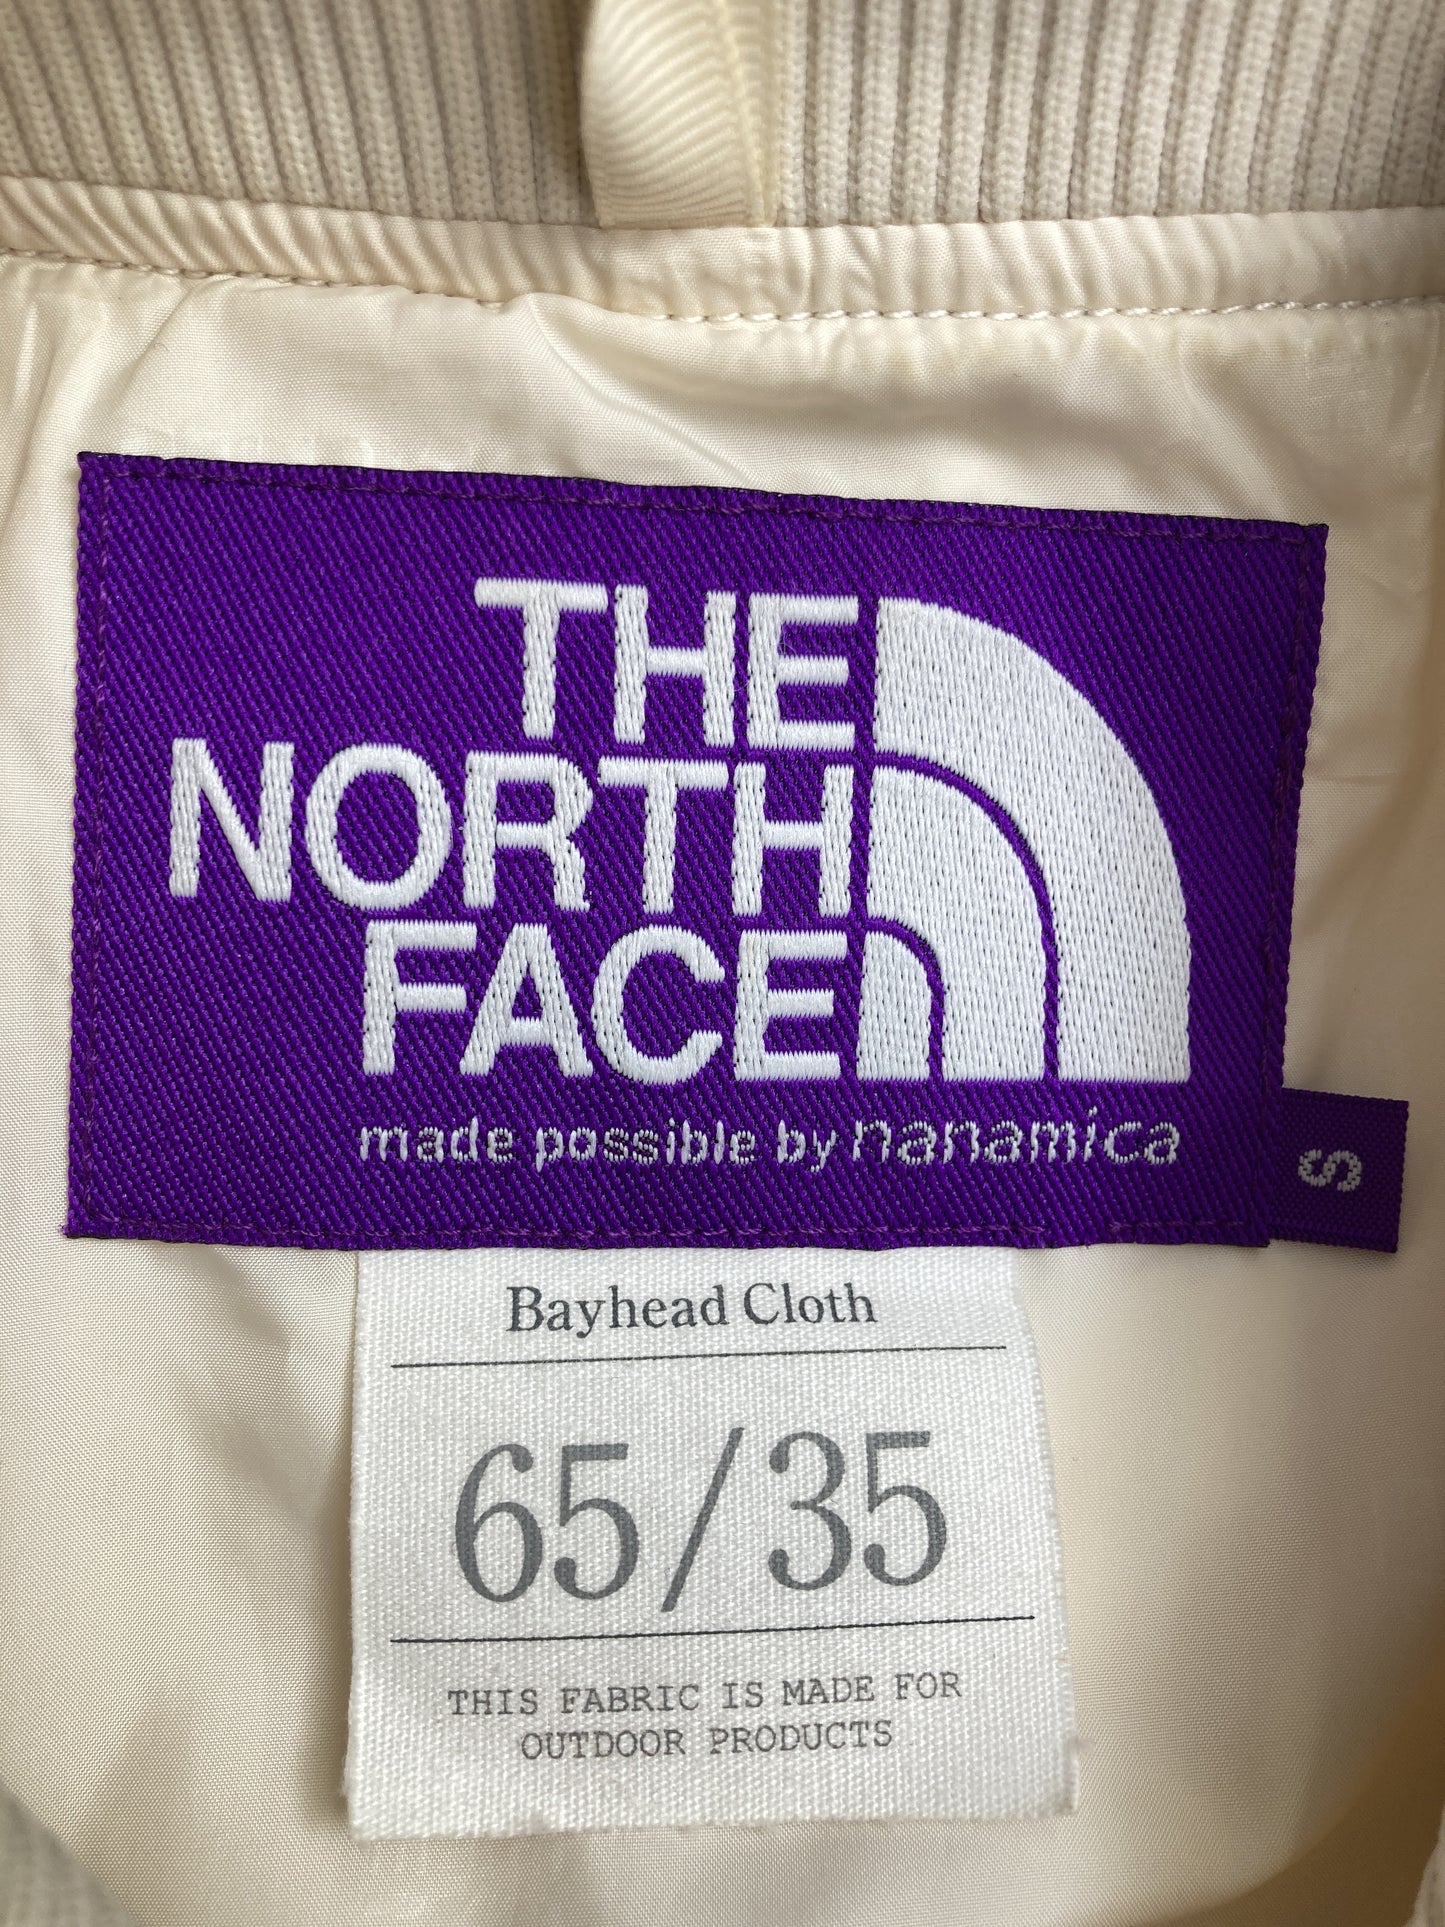 THE
NORTH
FACE
made possible by nanamica
S
Bayhead Cloth
65/35
THIS FABRIC IS MADE FOR
OUTDOOR PRODUCTS